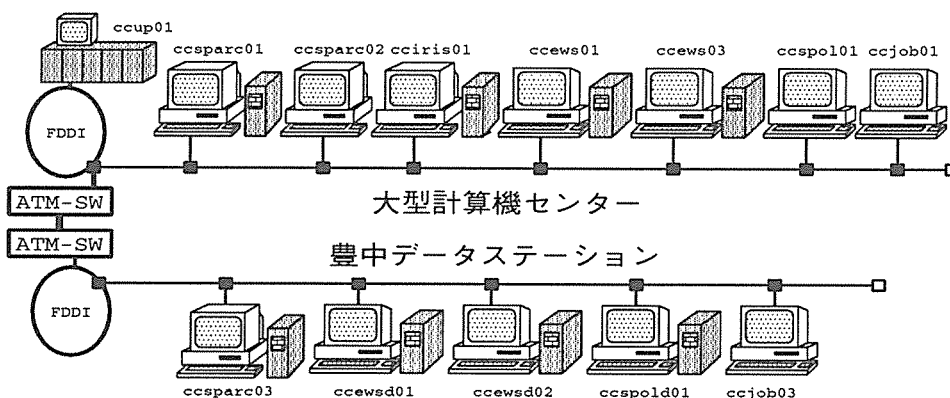 ccup01
ccsparc01 ccsparc02 cciris01 ccews01 ccews03 ccspol01 ccjob01
FDDI
ATM-SW
大型計算機センター
ATM-SW
豊中データステーション
FDDI
ccsparc03 ccewsd01 ccewsd02 ccspold01 ccjob03